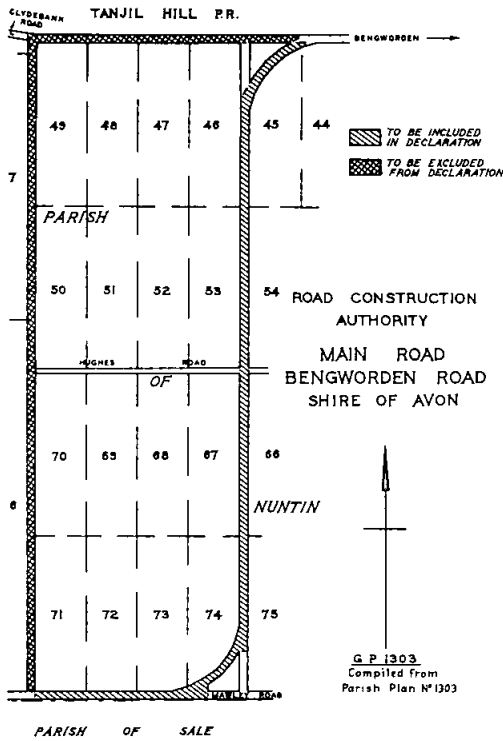 CLYDEBANK
ROAD
TANJIL HILL P.R.
BENGWORDEN
49 48 47 46 45 44
TO BE INCLUDED
IN DECLARATION
TO BE EXCLUDED
FROM DECLARATION
7
PARISH
50 51 52 53 54
ROAD CONSTRUCTION
AUTHORITY
HUGHES ROAD
OF
MAIN ROAD
BENGWORDEN ROAD
SHIRE OF AVON
70 69 68 67 66
6
NUNTIN
71 72 73 74 75
G P 1303
Compiled from
Parish Plan Nº 1303
MAWLEY ROAD
PARISH OF SALE